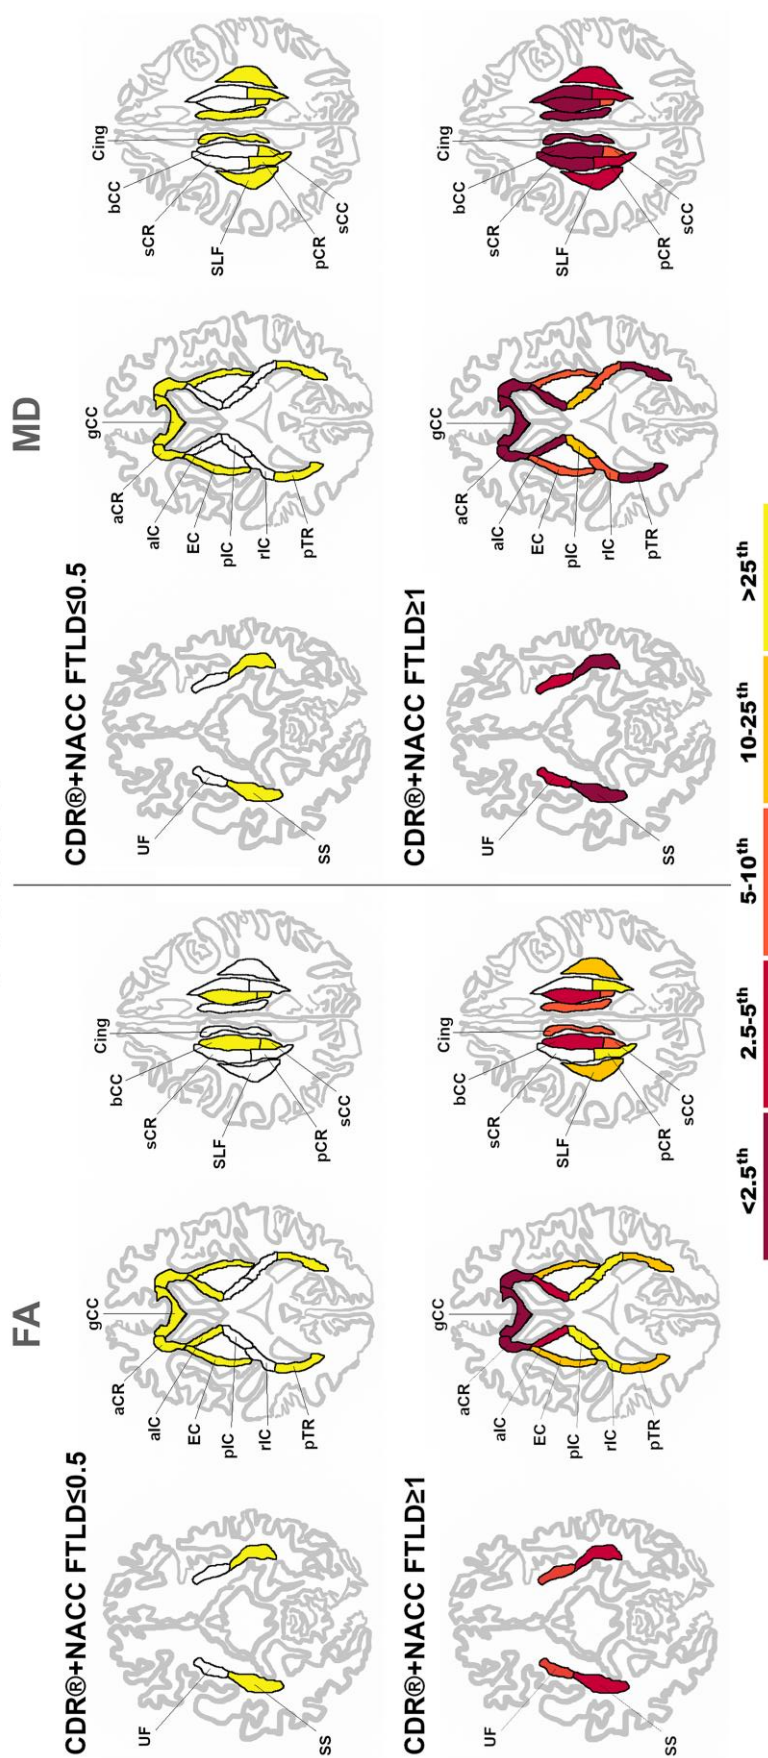 FA
MD
CDR®+NACC FTLD≤0.5
UF
SS
gCC
aCR
aIC
EC
pIC
rIC
pTR
Cing
bCC
sCR
SLF
pCR
sCC
CDR®+NACC FTLD≤0.5
UF
SS
gCC
aCR
aIC
EC
pIC
rIC
pTR
Cing
bCC
sCR
SLF
pCR
sCC
CDR®+NACC FTLD≥1
UF
SS
gCC
aCR
aIC
EC
pIC
rIC
pTR
Cing
bCC
sCR
SLF
pCR
sCC
CDR®+NACC FTLD≥1
UF
SS
gCC
aCR
aIC
EC
pIC
rIC
pTR
Cing
bCC
sCR
SLF
pCR
sCC
<2.5th
2.5-5th
5-10th
10-25th
>25th